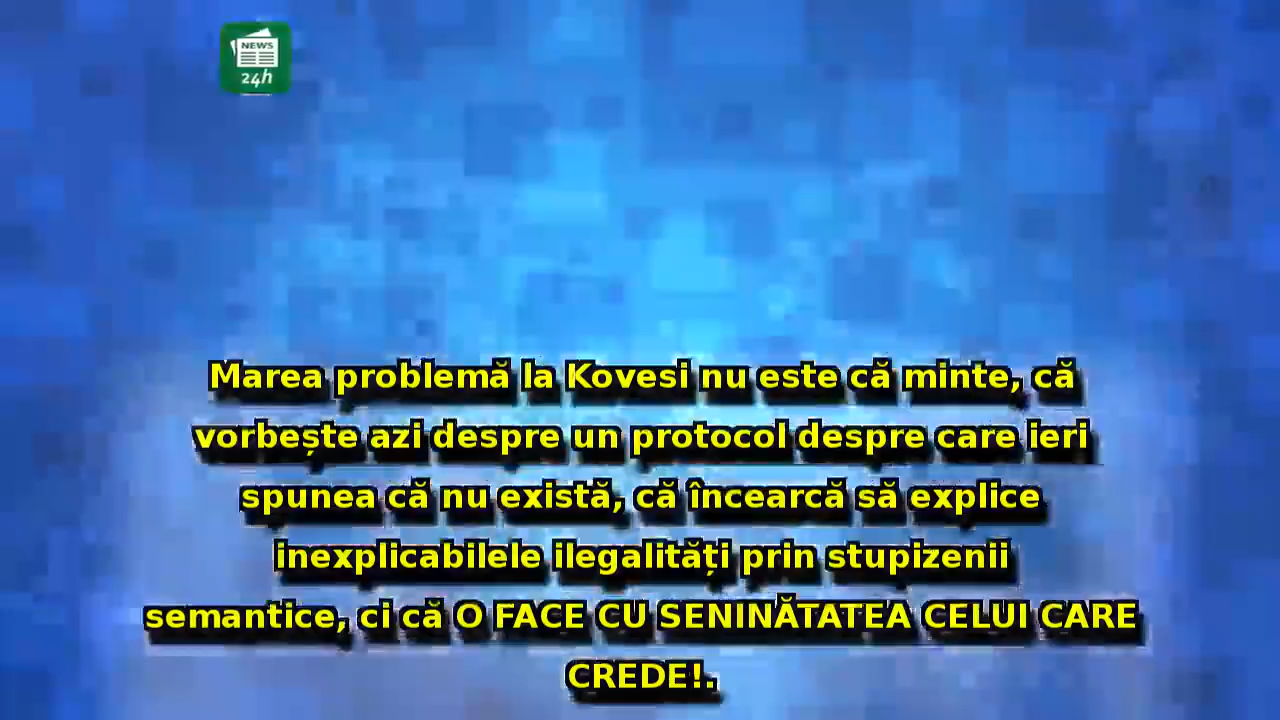 NEWS
24h
Marea problemă la Kovesi nu este că minte, că
vorbește azi despre un protocol despre care ieri
spunea că nu există, că încearcă să explice
inexplicabilele ilegalități prin stupizenii
semantice, ci că O FACE CU SENINĂTATEA CELUI CARE
CREDE!.